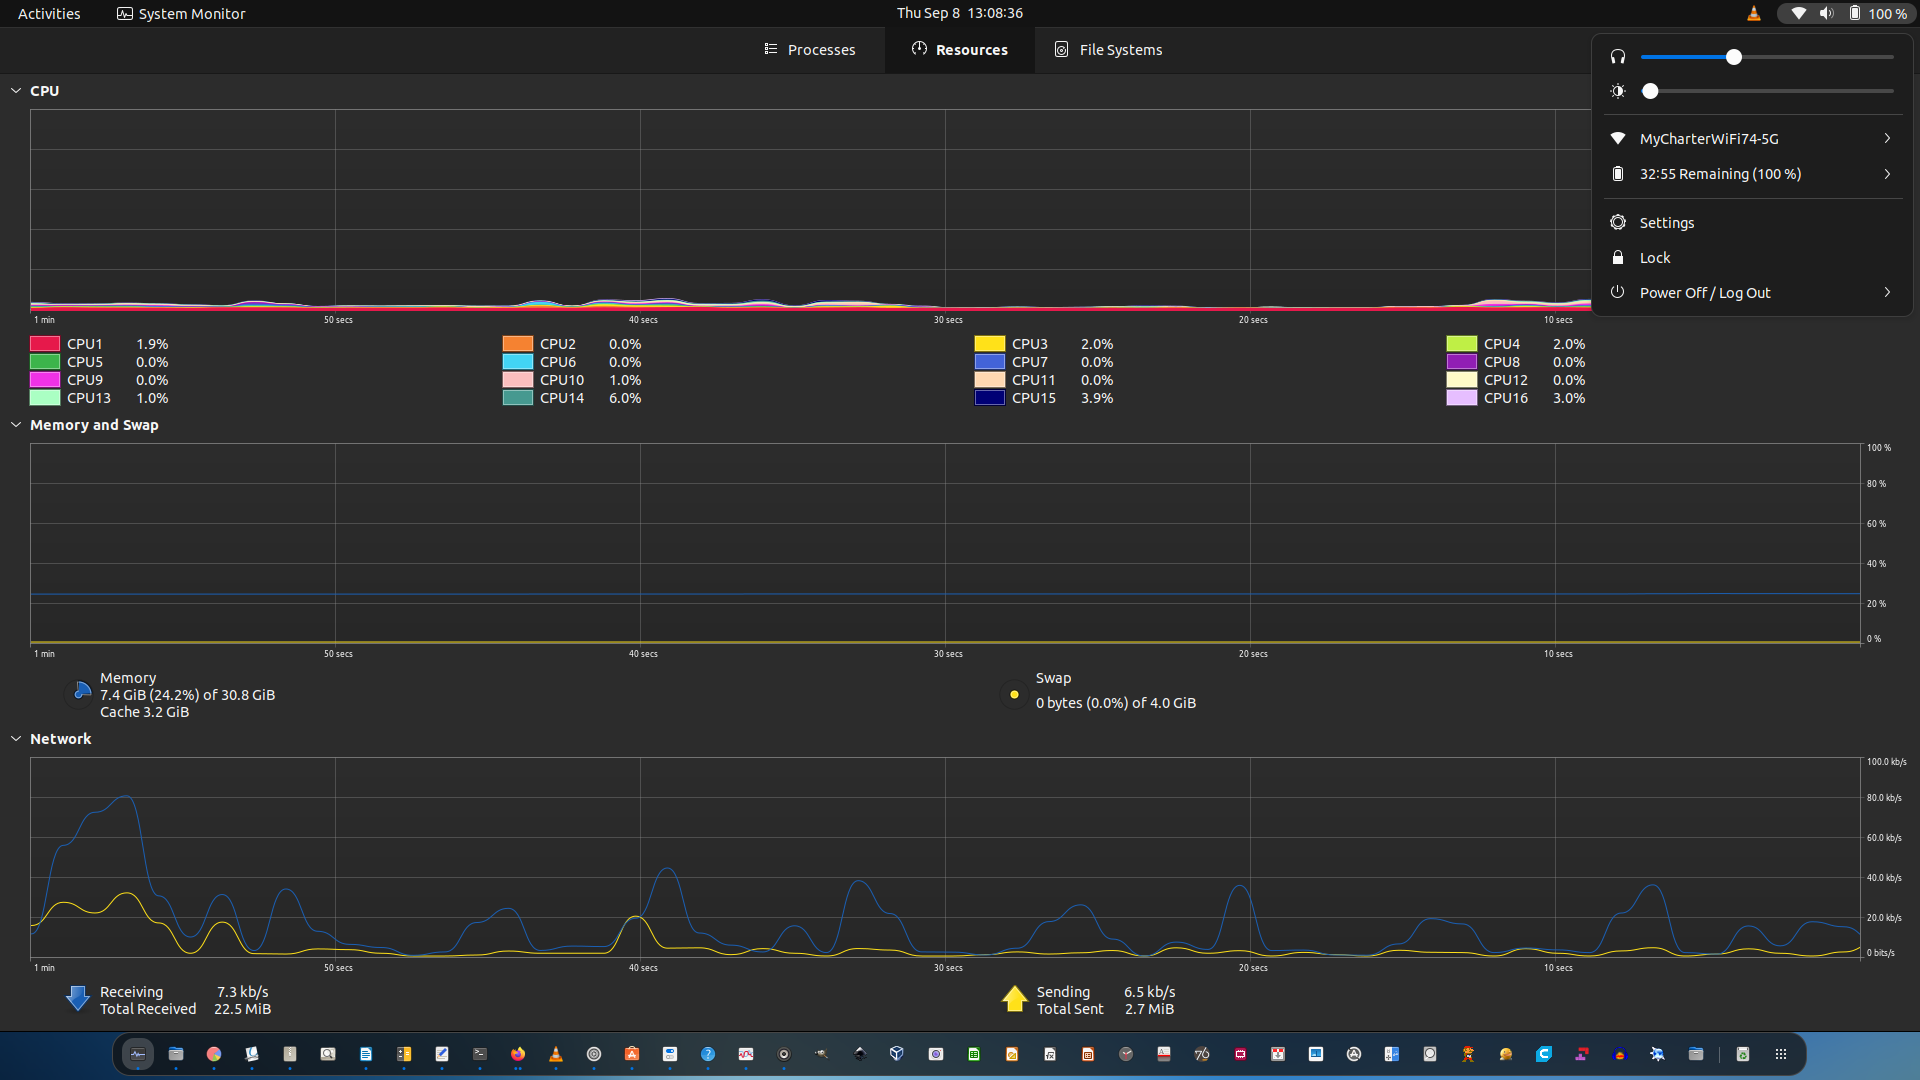 Activities
System Monitor
Thu Sep 8 13:08:36
100 %
Processes
Resources
File Systems
MyCharterWiFi74-5G
32:55 Remaining (100 %)
Settings
Lock
Power Off / Log Out
CPU
1 min 50 secs 40 secs 30 secs 20 secs 10 secs
CPU1 1.9% CPU2 0.0% CPU3 2.0% CPU4 2.0%
CPU5 0.0% CPU6 0.0% CPU7 0.0% CPU8 0.0%
CPU9 0.0% CPU10 1.0% CPU11 0.0% CPU12 0.0%
CPU13 1.0% CPU14 6.0% CPU15 3.9% CPU16 3.0%
Memory and Swap
100 %
80 %
60 %
40 %
20 %
0 %
1 min 50 secs 40 secs 30 secs 20 secs 10 secs
Memory
7.4 GiB (24.2%) of 30.8 GiB
Cache 3.2 GiB
Swap
0 bytes (0.0%) of 4.0 GiB
Network
100.0 kb/s
80.0 kb/s
60.0 kb/s
40.0 kb/s
20.0 kb/s
0 bits/s
1 min 50 secs 40 secs 30 secs 20 secs 10 secs
Receiving 7.3 kb/s
Total Received 22.5 MiB
Sending 6.5 kb/s
Total Sent 2.7 MiB
76